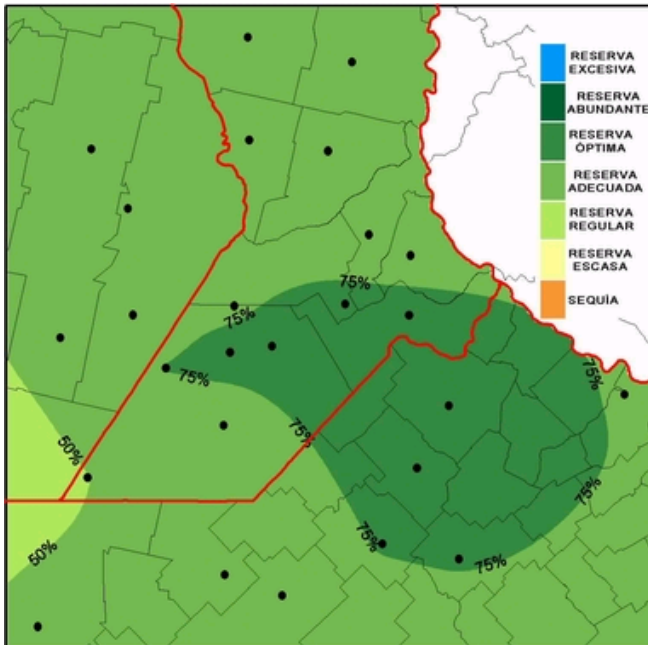 RESERVA
EXCESIVA
RESERVA
ABUNDANTE
RESERVA
ÓPTIMA
RESERVA
ADECUADA
RESERVA
REGULAR
RESERVA
ESCASA
SEQUÍA
75%
75%
75%
75%
75%
50%
75%
75%
50%
75%